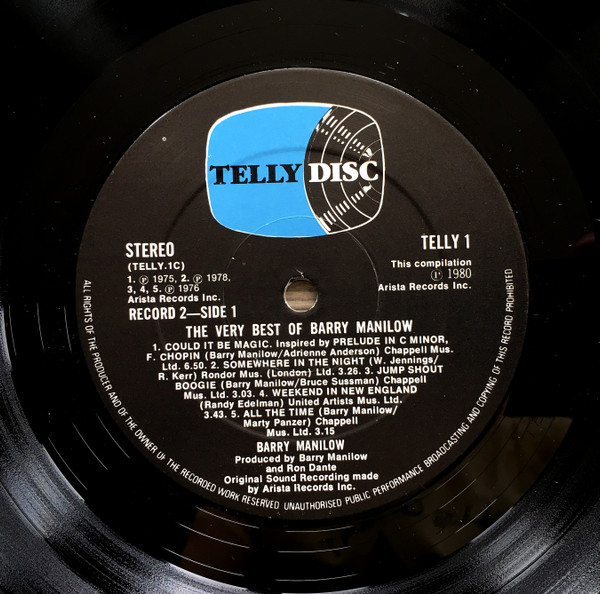 TELLY DISC
STEREO
(TELLY.1C)
1. Ⓟ 1975, 2. Ⓟ 1978,
3, 4, 5. Ⓟ 1976
Arista Records Inc.
RECORD 2—SIDE 1
TELLY 1
This compilation
Ⓟ 1980
Arista Records Inc.
THE VERY BEST OF BARRY MANILOW
1. COULD IT BE MAGIC. Inspired by PRELUDE IN C MINOR,
F. CHOPIN (Barry Manilow/Adrienne Anderson) Chappell Mus.
Ltd. 6.50. 2. SOMEWHERE IN THE NIGHT (W. Jennings/
R. Kerr) Rondor Mus. (London) Ltd. 3.26. 3. JUMP SHOUT
BOOGIE (Barry Manilow/Bruce Sussman) Chappell
Mus. Ltd. 3.03. 4. WEEKEND IN NEW ENGLAND
(Randy Edelman) United Artists Mus. Ltd.
3.43. 5. ALL THE TIME (Barry Manilow/
Marty Panzer) Chappell
Mus. Ltd. 3.15
BARRY MANILOW
Produced by Barry Manilow
and Ron Dante
Original Sound Recording made
by Arista Records Inc.
ALL RIGHTS OF THE PRODUCER AND OF THE OWNER OF THE RECORDED WORK RESERVED UNAUTHORISED PUBLIC PERFORMANCE BROADCASTING AND COPYING OF THIS RECORD PROHIBITED